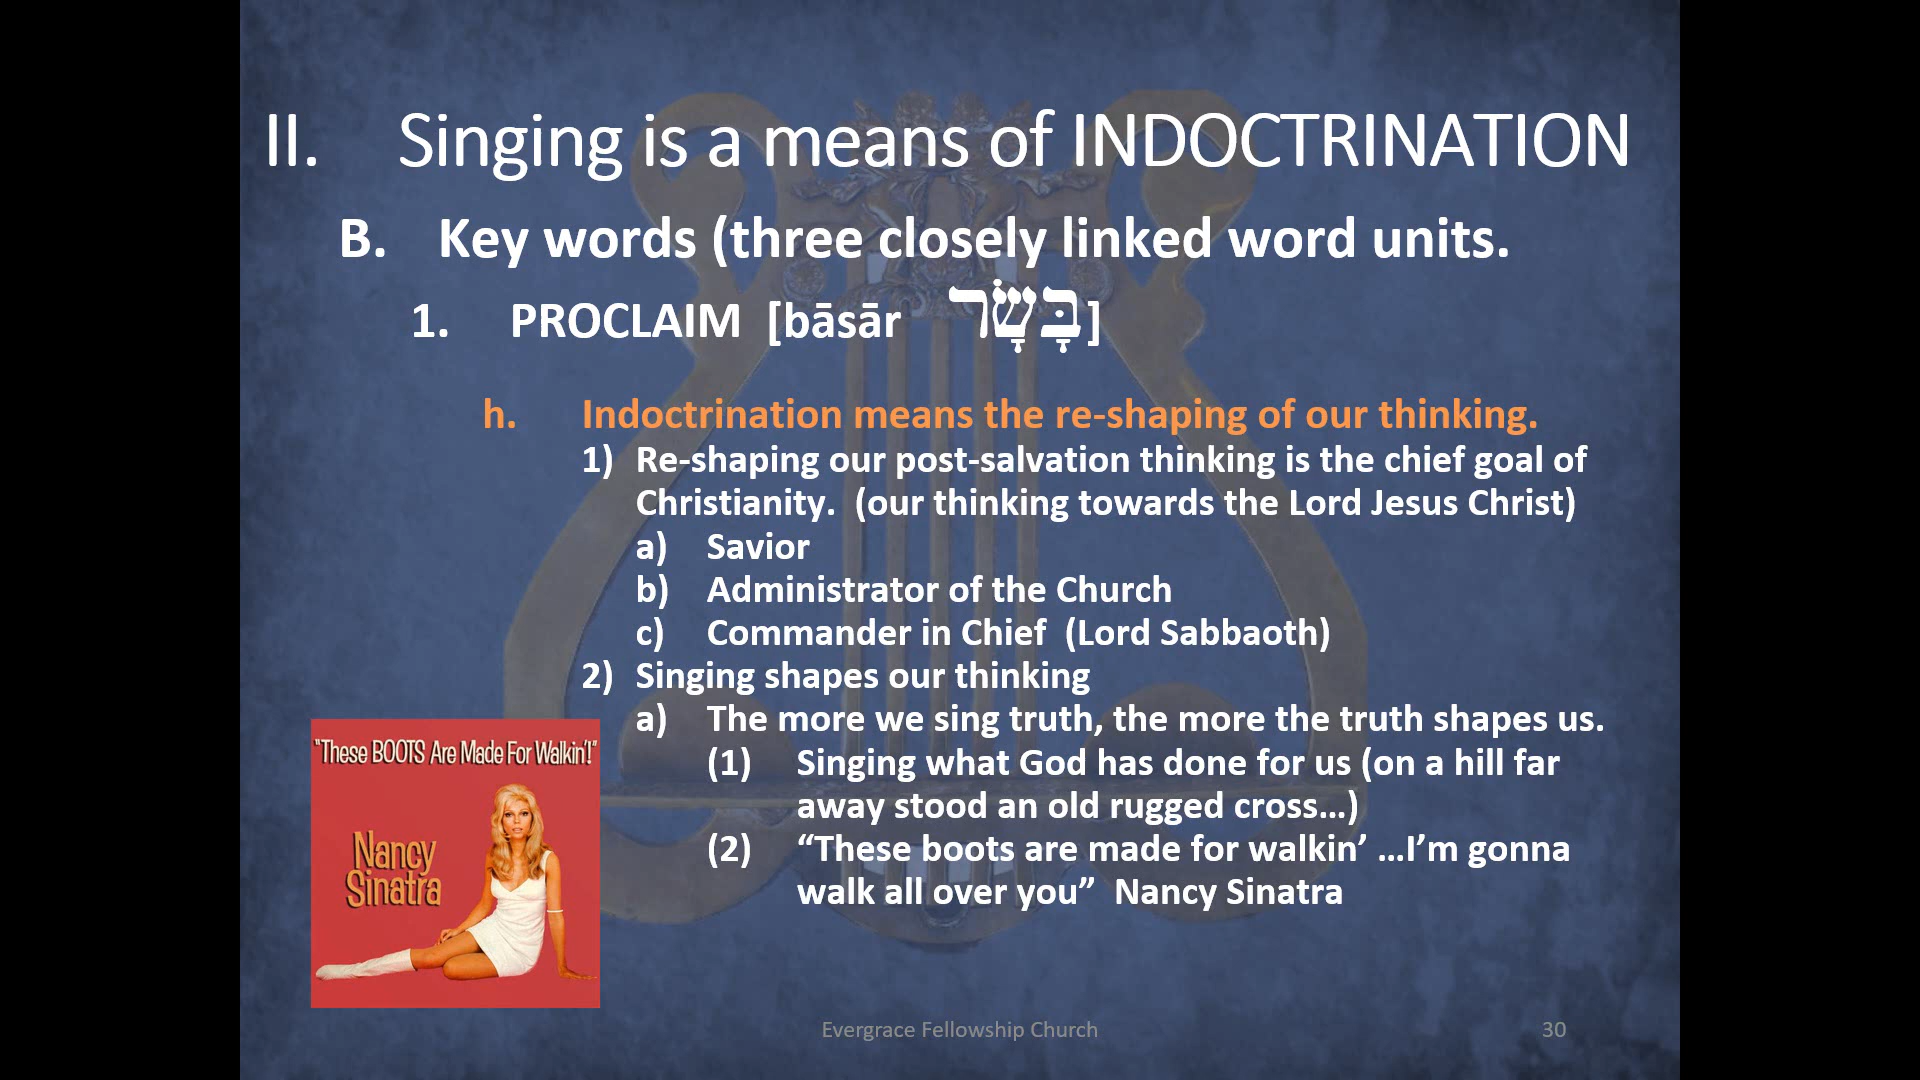 II. Singing is a means of INDOCTRINATION
B. Key words (three closely linked word units.
1. PROCLAIM [bāsār בָּשָׂר]
h. Indoctrination means the re-shaping of our thinking.
1) Re-shaping our post-salvation thinking is the chief goal of
Christianity. (our thinking towards the Lord Jesus Christ)
a) Savior
b) Administrator of the Church
c) Commander in Chief (Lord Sabbaoth)
2) Singing shapes our thinking
a) The more we sing truth, the more the truth shapes us.
(1) Singing what God has done for us (on a hill far
away stood an old rugged cross…)
(2) “These boots are made for walkin’ …I’m gonna
walk all over you” Nancy Sinatra
"These BOOTS Are Made For Walkin'!"
Nancy
Sinatra
Evergrace Fellowship Church
30